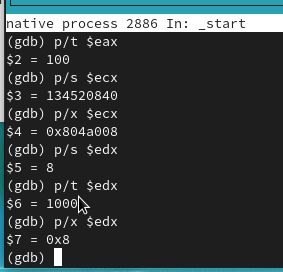 native process 2886 In: _start
(gdb) p/t $eax
$2 = 100
(gdb) p/s $ecx
$3 = 134520840
(gdb) p/x $ecx
$4 = 0x804a008
(gdb) p/s $edx
$5 = 8
(gdb) p/t $edx
$6 = 1000
(gdb) p/x $edx
$7 = 0x8
(gdb)